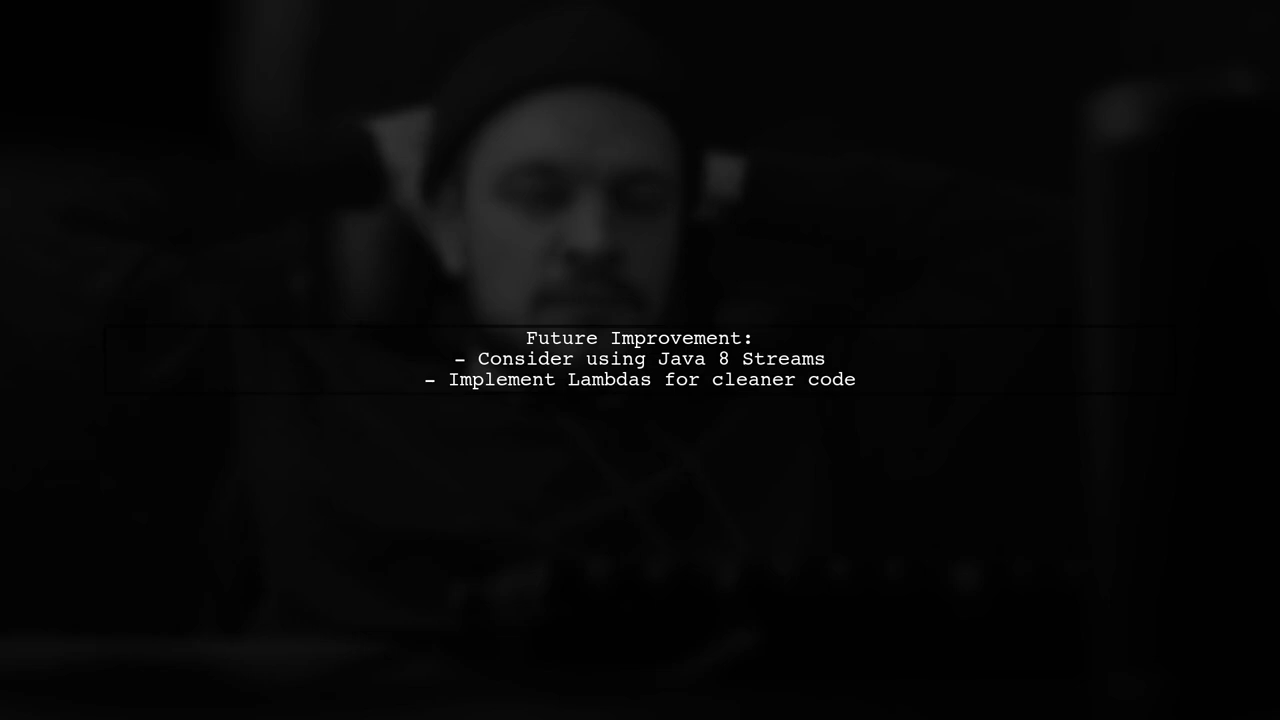 Future Improvement:
- Consider using Java 8 Streams
- Implement Lambdas for cleaner code